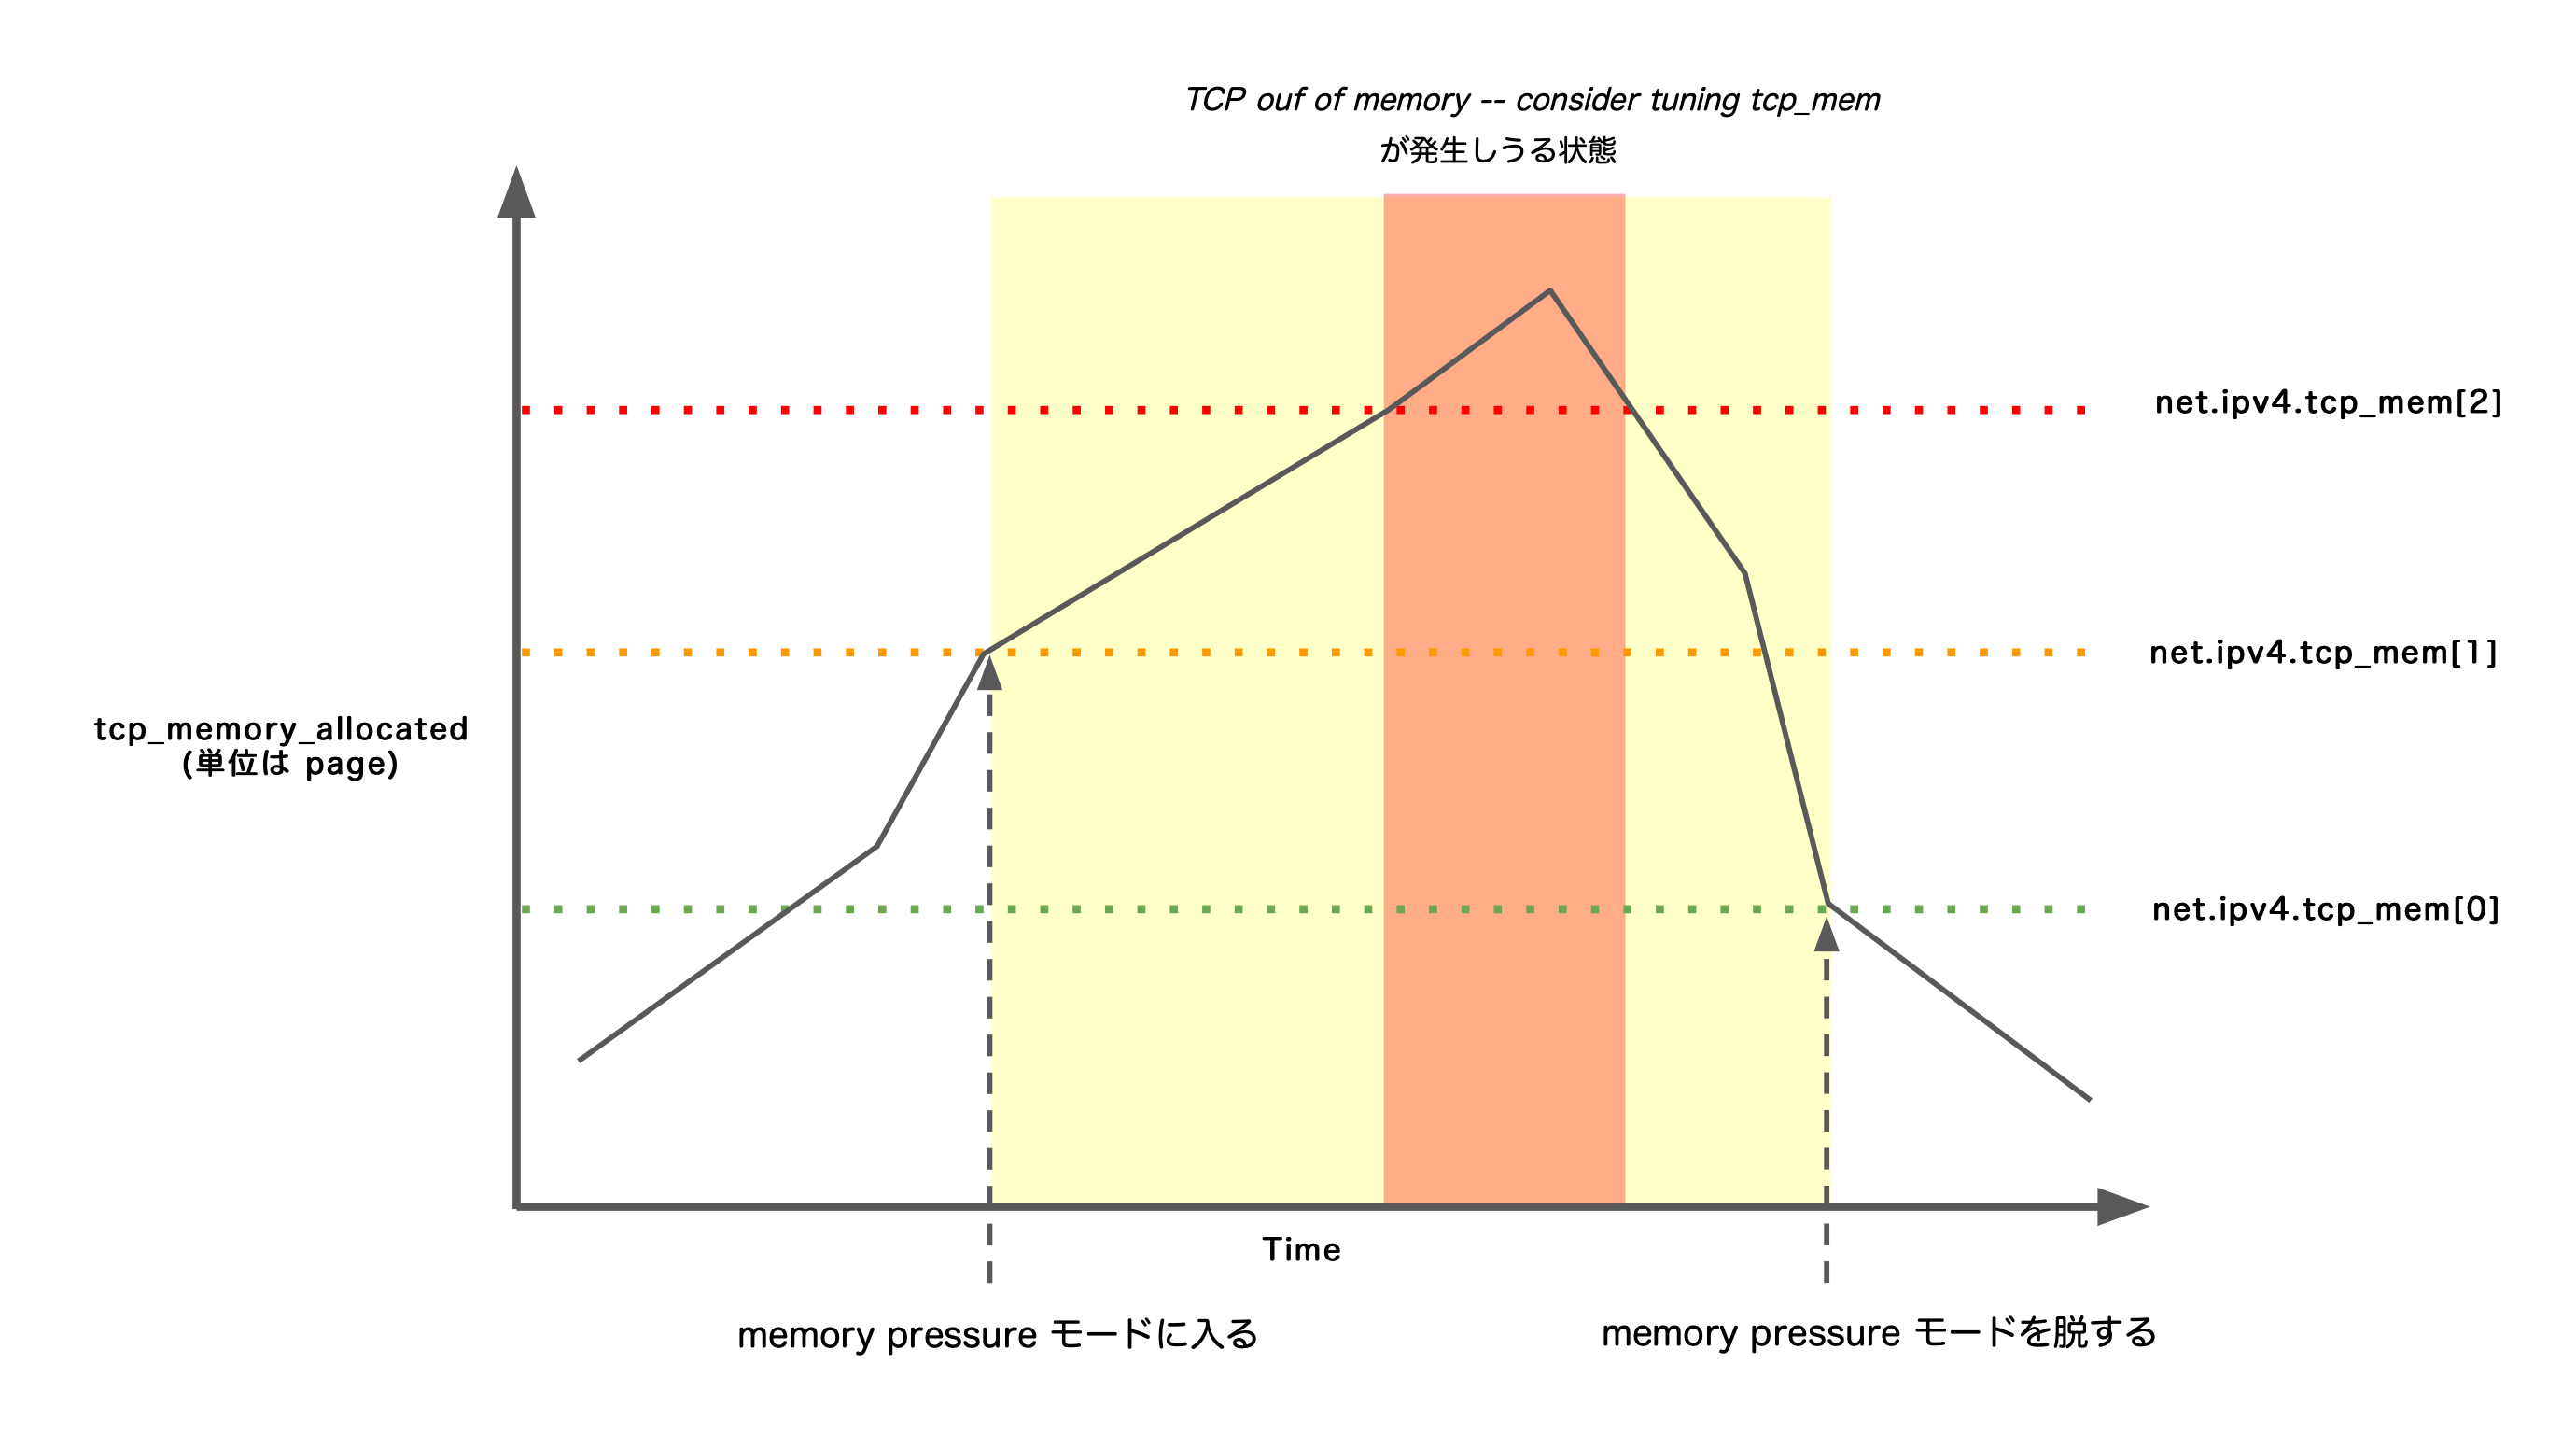 TCP ouf of memory -- consider tuning tcp_mem
が発生しうる状態
net.ipv4.tcp_mem[2]
net.ipv4.tcp_mem[1]
tcp_memory_allocated
(単位は page)
net.ipv4.tcp_mem[0]
Time
memory pressure モードに入る
memory pressure モードを脱する